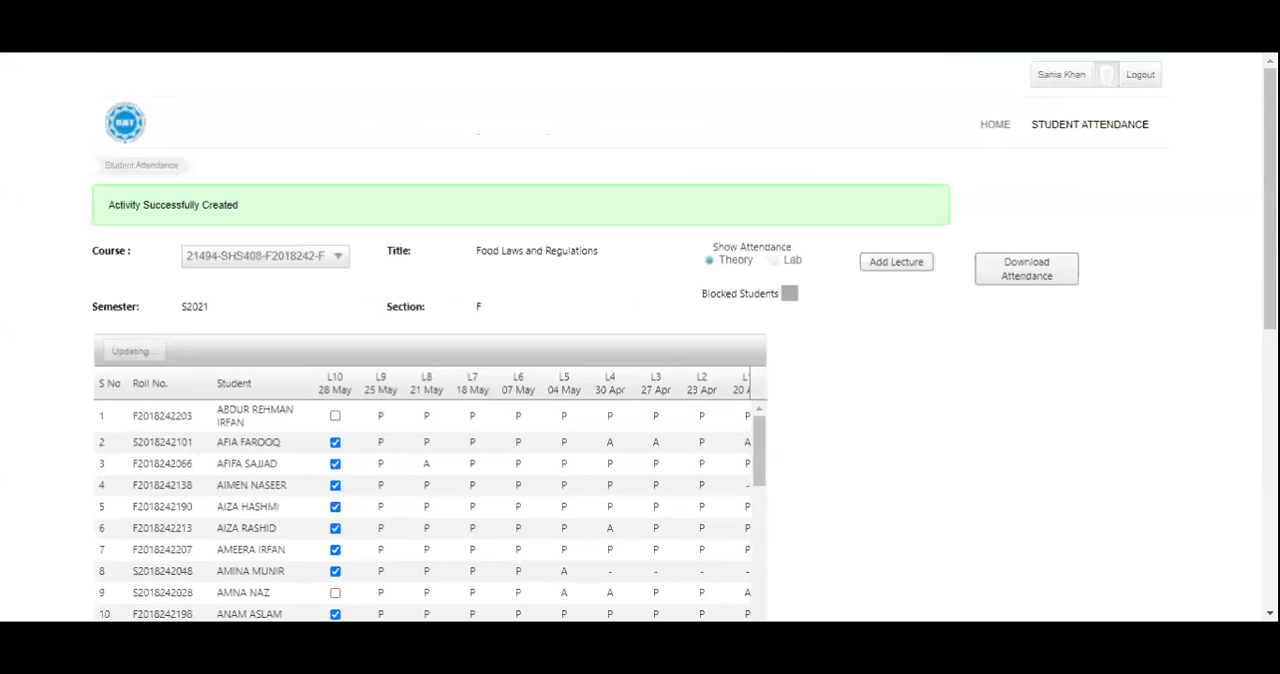 Sania Khan Logout
HOME STUDENT ATTENDANCE
Student Attendance
Activity Successfully Created
Course : 21494-SHS408-F2018242-F Title: Food Laws and Regulations Show Attendance Theory Lab Add Lecture Download Attendance
Blocked Students
Semester: S2021 Section: F
Updating...
S No Roll No. Student L10 28 May L9 25 May L8 21 May L7 18 May L6 07 May L5 04 May L4 30 Apr L3 27 Apr L2 23 Apr
1 F2018242203 ABDUR REHMAN IRFAN P P P P P P P P P
2 S2018242101 AFIA FAROOQ P P P P P A A P A
3 F2018242066 AFIFA SAJJAD P A P P P P P P P
4 F2018242138 AIMEN NASEER P P P P P P P P -
5 F2018242190 AIZA HASHMI P P P P P P P P P
6 F2018242213 AIZA RASHID P P P P P A P P P
7 F2018242207 AMEERA IRFAN P P P P P P P P P
8 S2018242048 AMINA MUNIR P P P P A - - - -
9 S2018242028 AMNA NAZ P P P P A A P P A
10 F2018242198 ANAM ASLAM P P P P P P P P P